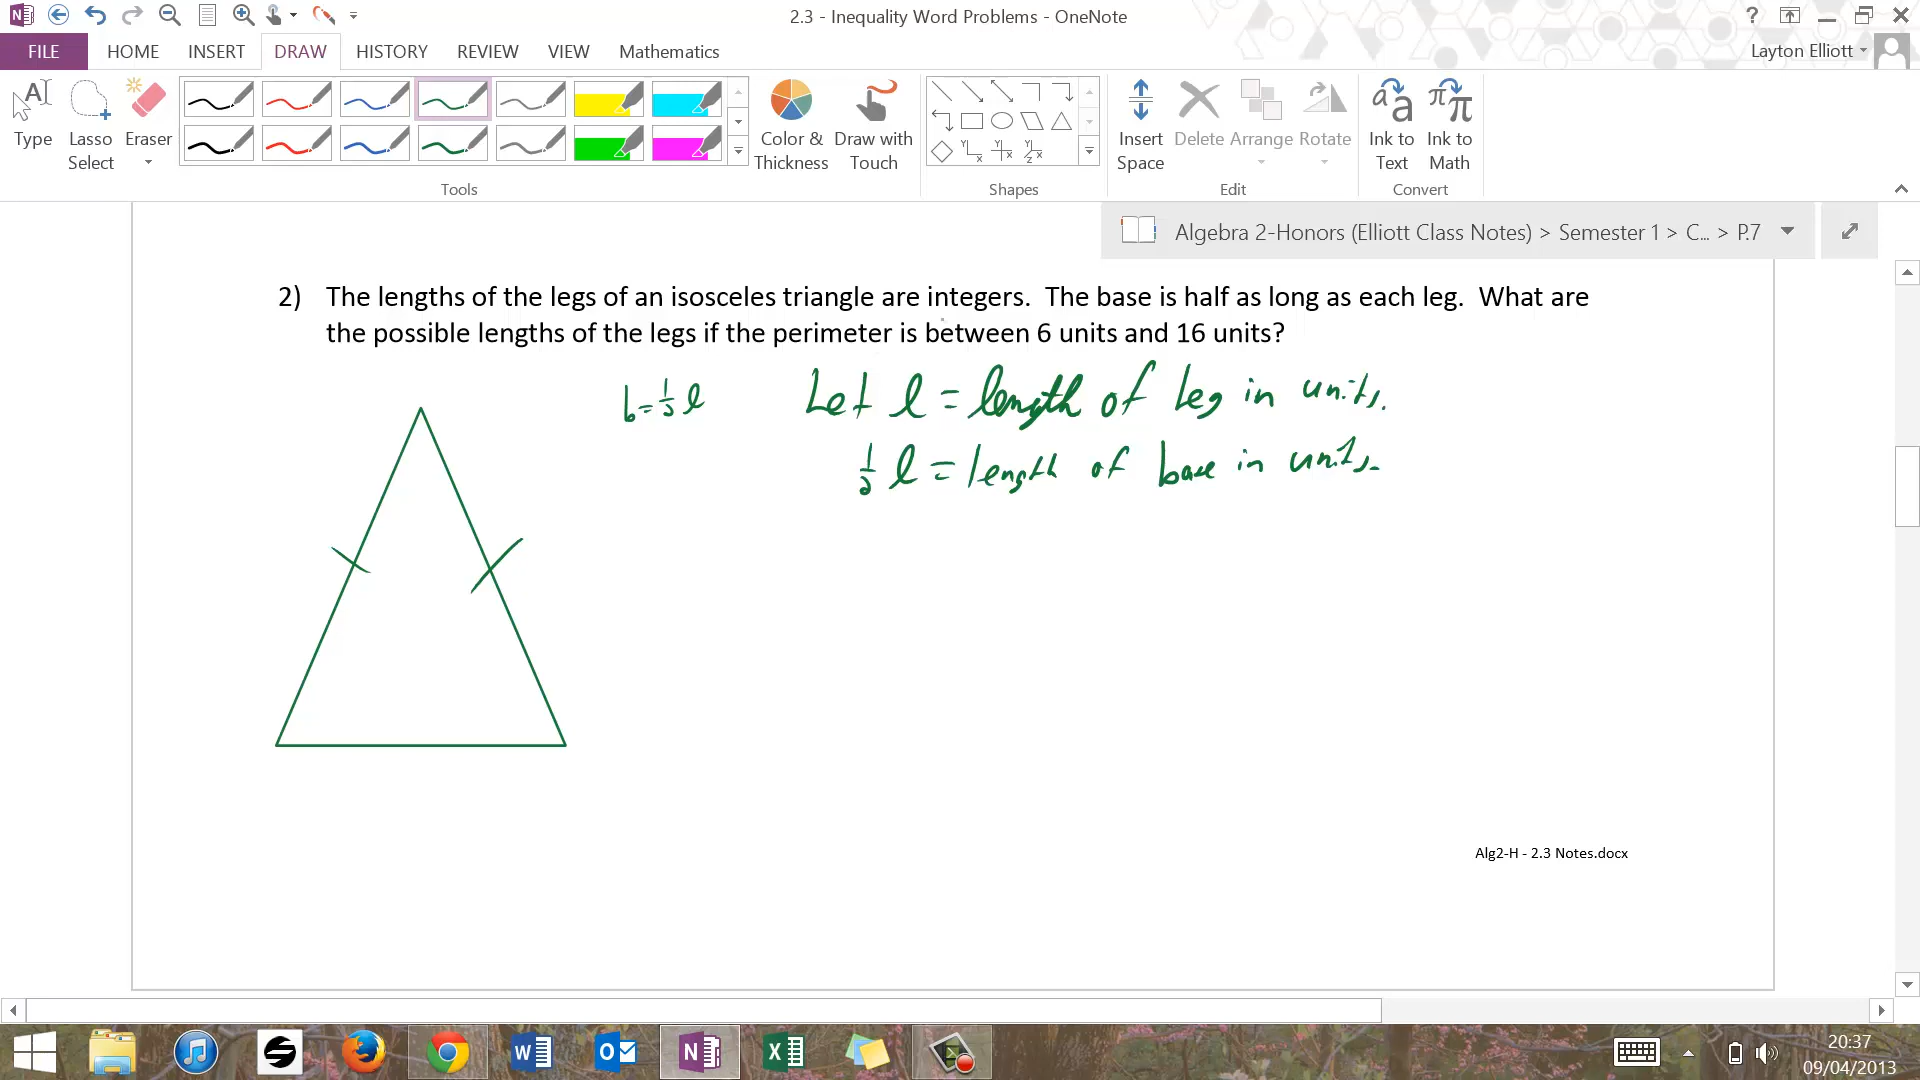 2.3 - Inequality Word Problems - OneNote
FILE HOME INSERT DRAW HISTORY REVIEW VIEW Mathematics
Layton Elliott
Type
Lasso Select
Eraser
Color & Thickness
Draw with Touch
Insert Space
Delete
Arrange
Rotate
Ink to Text
Ink to Math
Tools Shapes Edit Convert
Algebra 2-Honors (Elliott Class Notes) > Semester 1 > C... > P.7
2) The lengths of the legs of an isosceles triangle are integers. The base is half as long as each leg. What are
the possible lengths of the legs if the perimeter is between 6 units and 16 units?
b = 1/2 l
Let l = length of leg in units.
1/2 l = length of base in units.
Alg2-H - 2.3 Notes.docx
20:37
09/04/2013